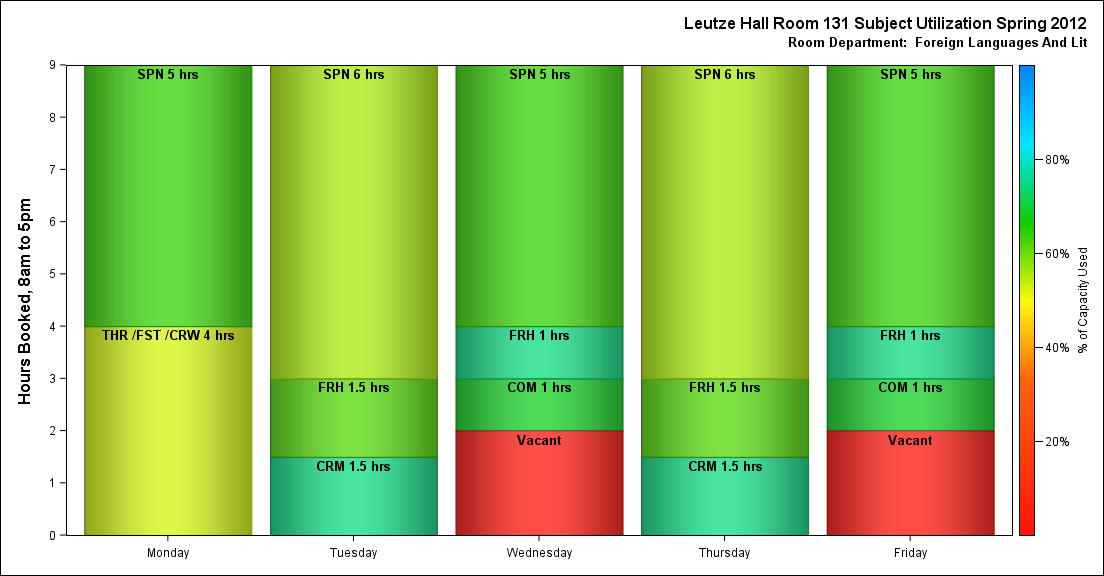 Leutze Hall Room 131 Subject Utilization Spring 2012
Room Department:  Foreign Languages And Lit
Hours Booked, 8am to 5pm
9
8
7
6
5
4
3
2
1
0
SPN 5 hrs
THR /FST /CRW 4 hrs
SPN 6 hrs
FRH 1.5 hrs
CRM 1.5 hrs
SPN 5 hrs
FRH 1 hrs
COM 1 hrs
Vacant
SPN 6 hrs
FRH 1.5 hrs
CRM 1.5 hrs
SPN 5 hrs
FRH 1 hrs
COM 1 hrs
Vacant
Monday
Tuesday
Wednesday
Thursday
Friday
80%
60%
40%
20%
% of Capacity Used